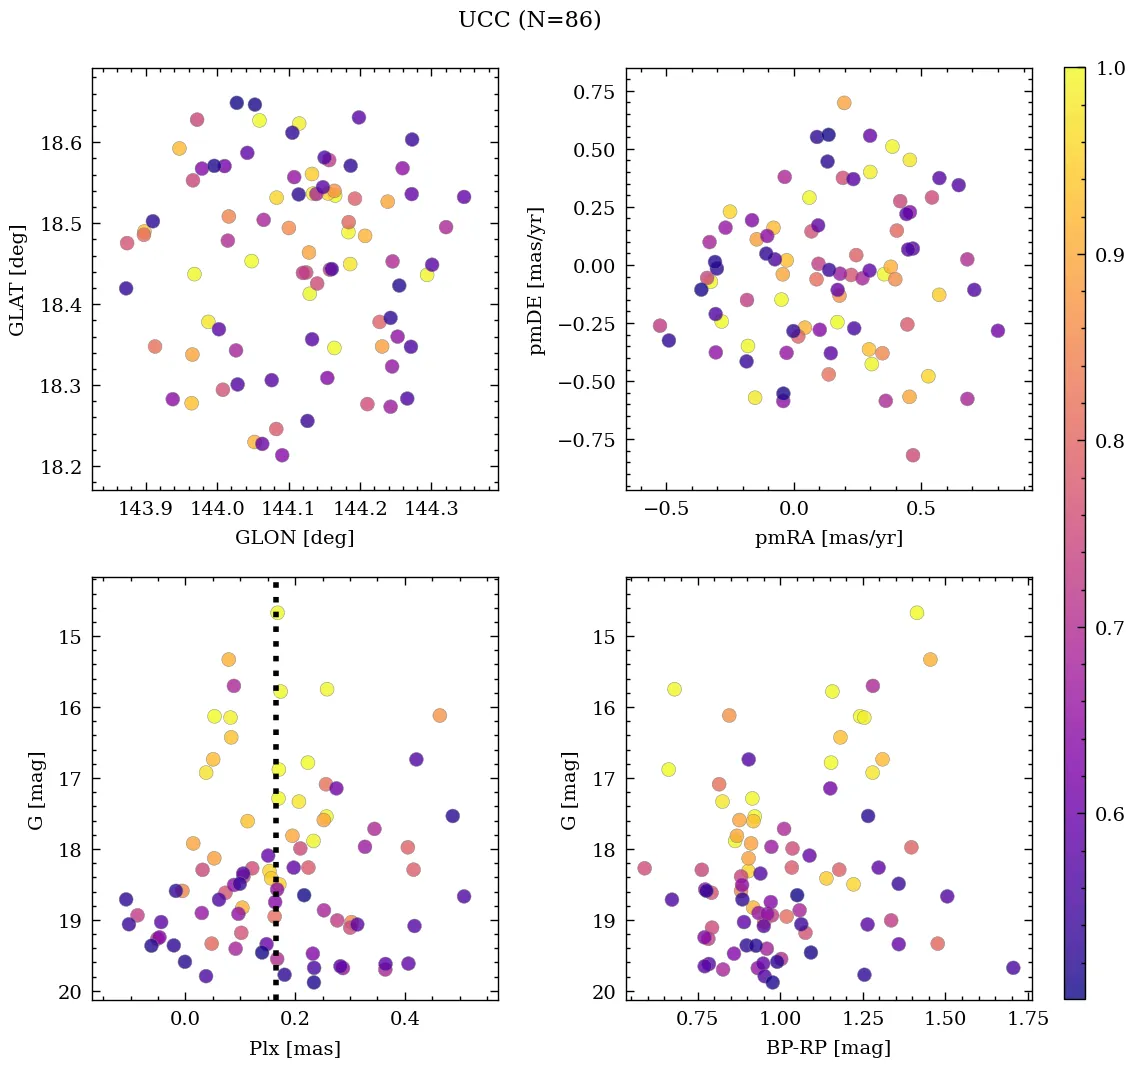 UCC (N=86)
GLAT [deg]
18.6
18.5
18.4
18.3
18.2
143.9 144.0 144.1 144.2 144.3
GLON [deg]
pmDE [mas/yr]
0.75
0.50
0.25
0.00
−0.25
−0.50
−0.75
−0.5 0.0 0.5
pmRA [mas/yr]
G [mag]
15
16
17
18
19
20
0.0 0.2 0.4
Plx [mas]
G [mag]
15
16
17
18
19
20
0.75 1.00 1.25 1.50 1.75
BP-RP [mag]
1.0
0.9
0.8
0.7
0.6